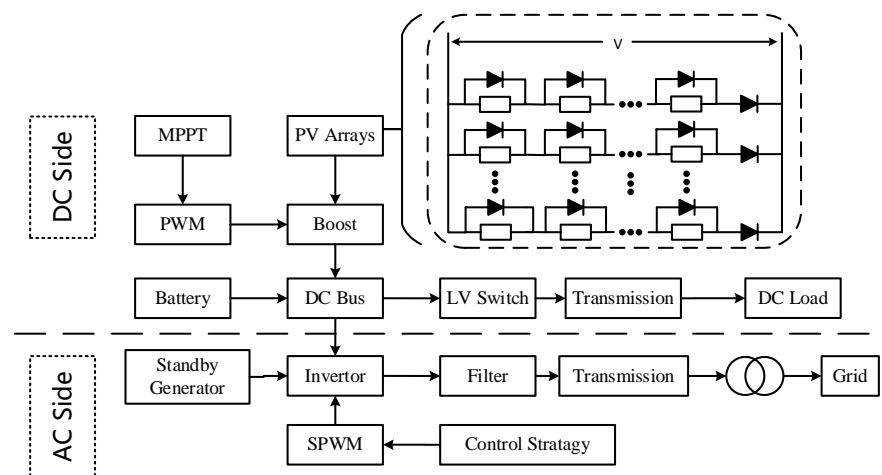 V
DC Side
MPPT
PV Arrays
PWM
Boost
Battery
DC Bus
LV Switch
Transmission
DC Load
AC Side
Standby
Generator
Invertor
Filter
Transmission
Grid
SPWM
Control Stratagy